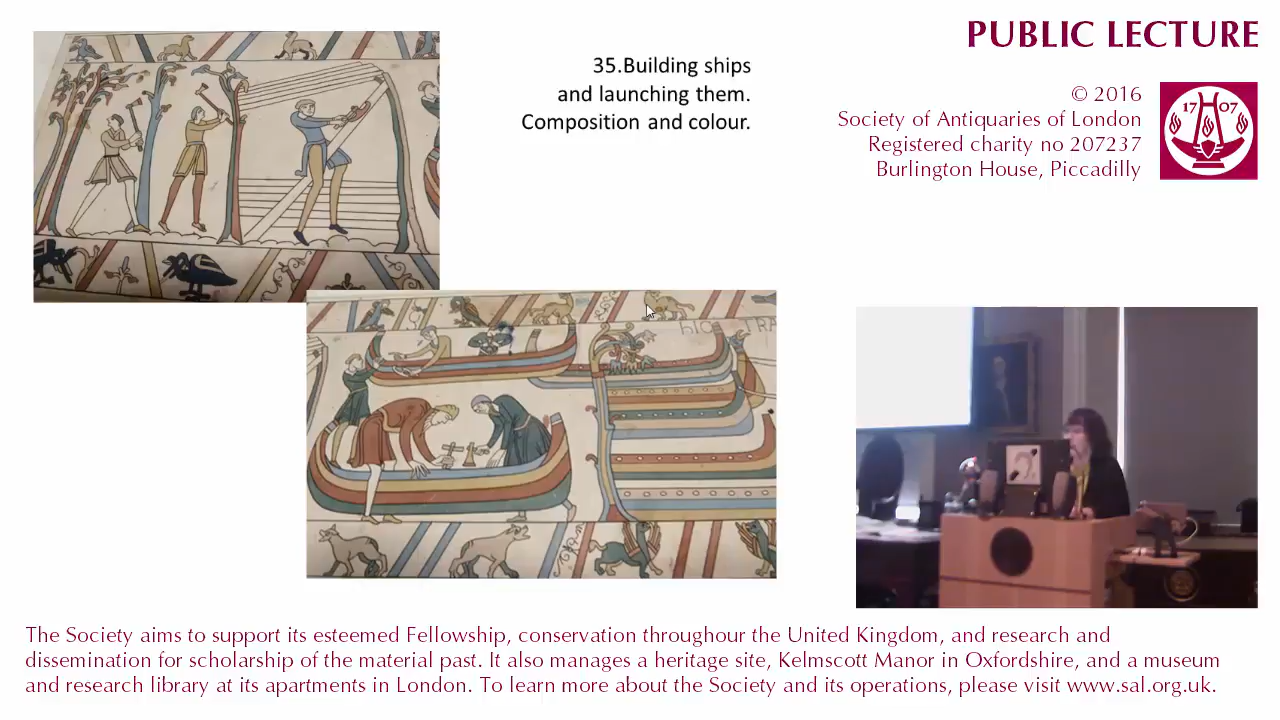 PUBLIC LECTURE
35.Building ships
and launching them.
Composition and colour.
© 2016
Society of Antiquaries of London
Registered charity no 207237
Burlington House, Piccadilly
17 07
HIC TRA
The Society aims to support its esteemed Fellowship, conservation throughour the United Kingdom, and research and
dissemination for scholarship of the material past. It also manages a heritage site, Kelmscott Manor in Oxfordshire, and a museum
and research library at its apartments in London. To learn more about the Society and its operations, please visit www.sal.org.uk.